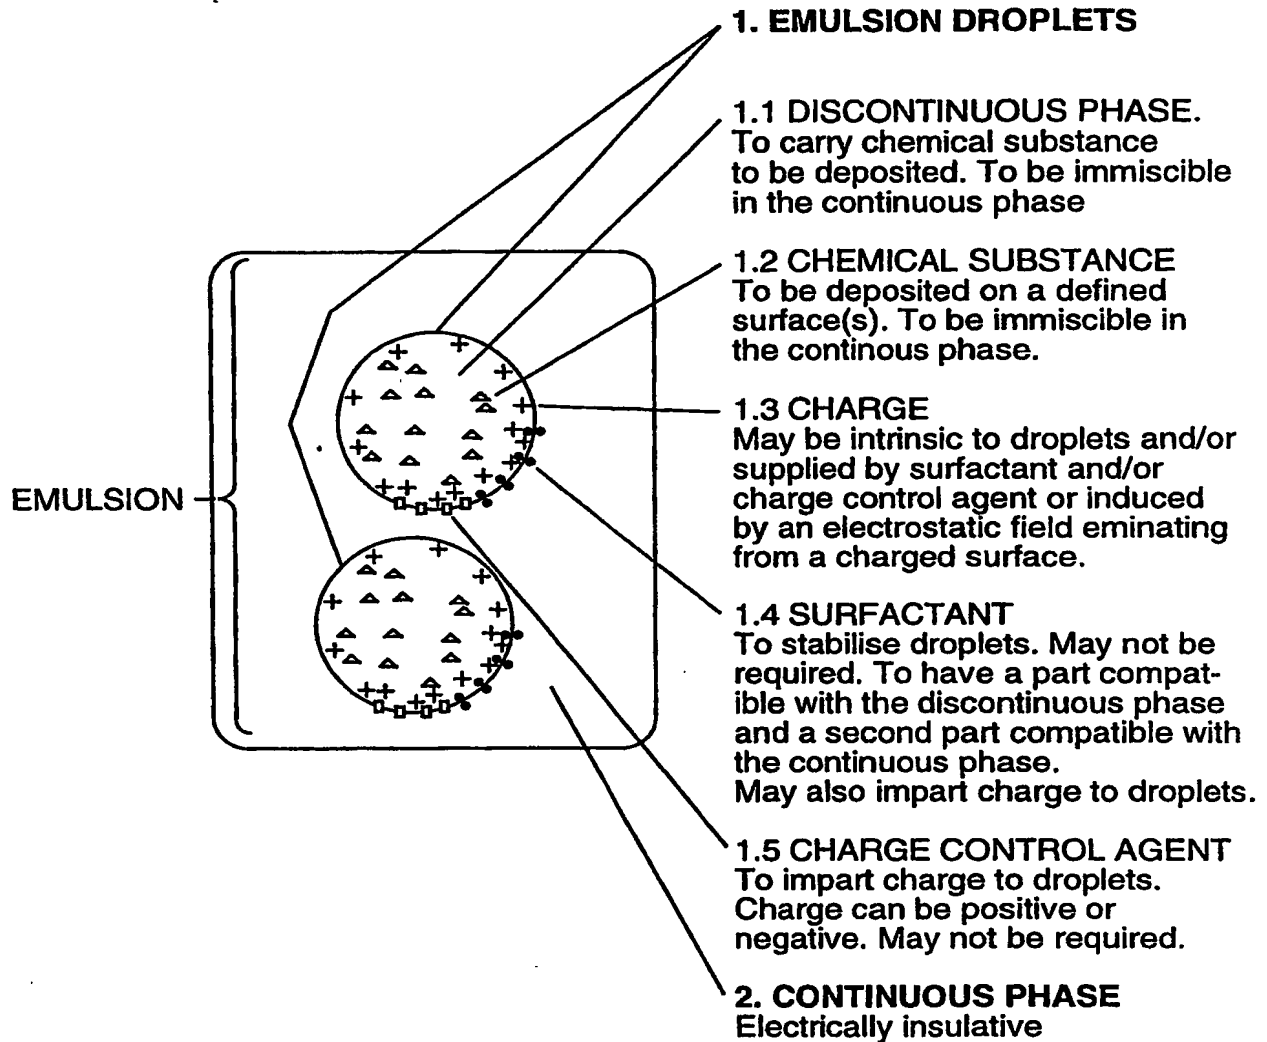 1. EMULSION DROPLETS
1.1 DISCONTINUOUS PHASE.
To carry chemical substance
to be deposited. To be immiscible
in the continuous phase
1.2 CHEMICAL SUBSTANCE
To be deposited on a defined
surface(s). To be immiscible in
the continous phase.
1.3 CHARGE
May be intrinsic to droplets and/or
supplied by surfactant and/or
charge control agent or induced
by an electrostatic field eminating
from a charged surface.
EMULSION
1.4 SURFACTANT
To stabilise droplets. May not be
required. To have a part compat-
ible with the discontinuous phase
and a second part compatible with
the continuous phase.
May also impart charge to droplets.
1.5 CHARGE CONTROL AGENT
To impart charge to droplets.
Charge can be positive or
negative. May not be required.
2. CONTINUOUS PHASE
Electrically insulative